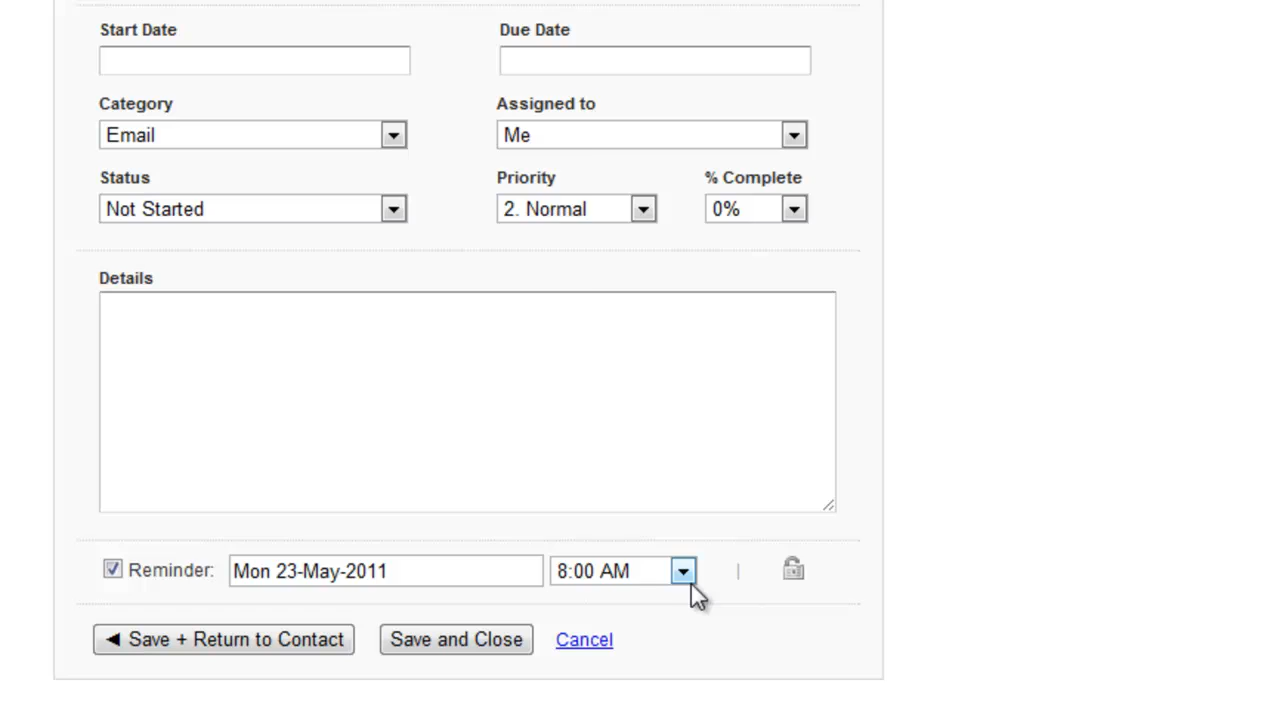 Start Date Due Date
Category Assigned to
Email Me
Status Priority % Complete
Not Started 2. Normal 0%
Details
Reminder: Mon 23-May-2011 8:00 AM |
◄ Save + Return to Contact Save and Close Cancel